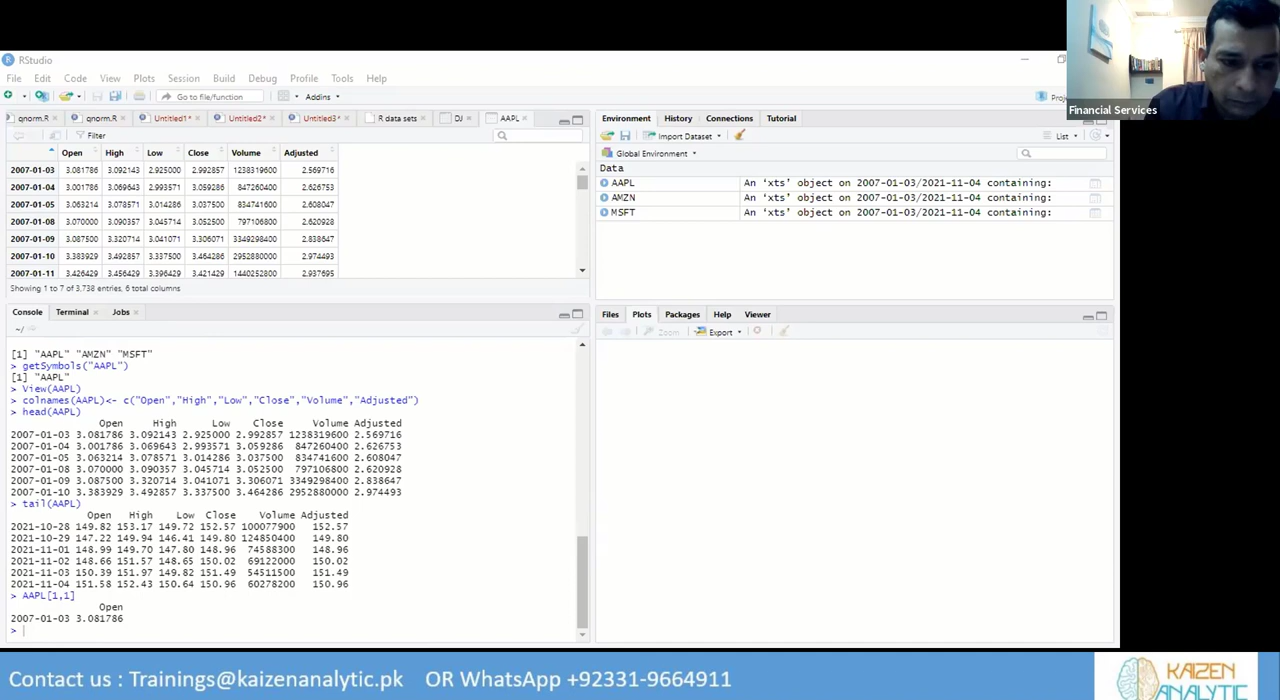 RStudio
File Edit Code View Plots Session Build Debug Profile Tools Help
Go to file/function Addins
Financial Services
qnorm.R qnorm.R Untitled1* Untitled2* Untitled3* R data sets DJ AAPL
Filter
Open High Low Close Volume Adjusted
2007-01-03 3.081786 3.092143 2.925000 2.992857 1238319600 2.569716
2007-01-04 3.001786 3.069643 2.993571 3.059286 847260400 2.626753
2007-01-05 3.063214 3.078571 3.014286 3.037500 834741600 2.608047
2007-01-08 3.070000 3.090357 3.045714 3.052500 797106800 2.620928
2007-01-09 3.087500 3.320714 3.041071 3.306071 3349298400 2.838647
2007-01-10 3.383929 3.492857 3.337500 3.464286 2952880000 2.974493
2007-01-11 3.426429 3.456429 3.396429 3.421429 1440252800 2.937695
Showing 1 to 7 of 3,738 entries, 6 total columns
Environment History Connections Tutorial
Import Dataset List
Global Environment
Data
AAPL An ‘xts’ object on 2007-01-03/2021-11-04 containing:
AMZN An ‘xts’ object on 2007-01-03/2021-11-04 containing:
MSFT An ‘xts’ object on 2007-01-03/2021-11-04 containing:
Console Terminal Jobs
~/
[1] "AAPL" "AMZN" "MSFT"
> getSymbols("AAPL")
[1] "AAPL"
> View(AAPL)
> colnames(AAPL)<- c("Open","High","Low","Close","Volume","Adjusted")
> head(AAPL)
Open High Low Close Volume Adjusted
2007-01-03 3.081786 3.092143 2.925000 2.992857 1238319600 2.569716
2007-01-04 3.001786 3.069643 2.993571 3.059286 847260400 2.626753
2007-01-05 3.063214 3.078571 3.014286 3.037500 834741600 2.608047
2007-01-08 3.070000 3.090357 3.045714 3.052500 797106800 2.620928
2007-01-09 3.087500 3.320714 3.041071 3.306071 3349298400 2.838647
2007-01-10 3.383929 3.492857 3.337500 3.464286 2952880000 2.974493
> tail(AAPL)
Open High Low Close Volume Adjusted
2021-10-28 149.82 153.17 149.72 152.57 100077900 152.57
2021-10-29 147.22 149.94 146.41 149.80 124850400 149.80
2021-11-01 148.99 149.70 147.80 148.96 74588300 148.96
2021-11-02 148.66 151.57 148.65 150.02 69122000 150.02
2021-11-03 150.39 151.97 149.82 151.49 54511500 151.49
2021-11-04 151.58 152.43 150.64 150.96 60278200 150.96
> AAPL[1,1]
Open
2007-01-03 3.081786
>
Files Plots Packages Help Viewer
Zoom Export
Contact us : Trainings@kaizenanalytic.pk OR WhatsApp +92331-9664911
KAIZEN
ANALYTIC